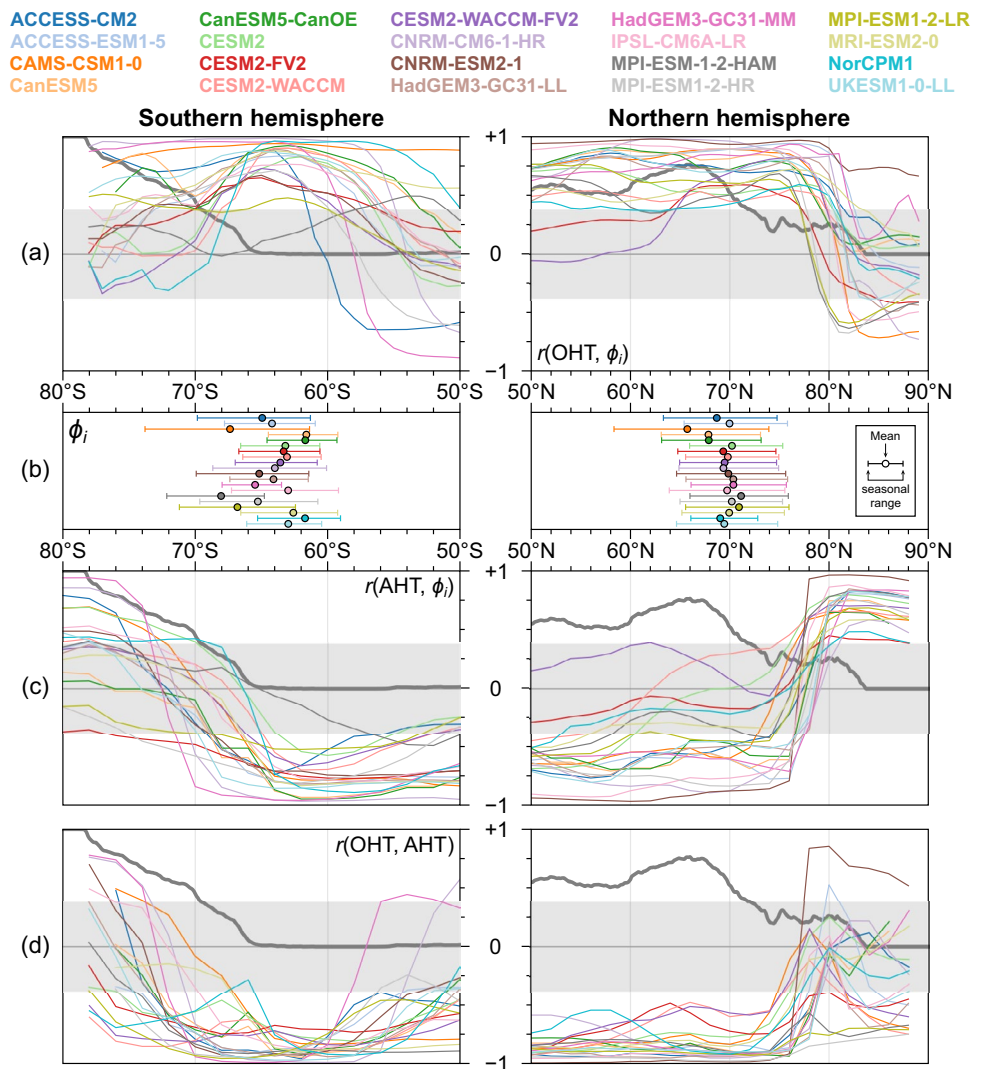 ACCESS-CM2 CanESM5-CanOE CESM2-WACCM-FV2 HadGEM3-GC31-MM MPI-ESM1-2-LR
ACCESS-ESM1-5 CESM2 CNRM-CM6-1-HR IPSL-CM6A-LR MRI-ESM2-0
CAMS-CSM1-0 CESM2-FV2 CNRM-ESM2-1 MPI-ESM-1-2-HAM NorCPM1
CanESM5 CESM2-WACCM HadGEM3-GC31-LL MPI-ESM1-2-HR UKESM1-0-LL
Southern hemisphere Northern hemisphere
+1
(a) 0
r(OHT, ϕi)
−1
80°S 70°S 60°S 50°S 50°N 60°N 70°N 80°N 90°N
ϕi
Mean
(b)
seasonal
range
80°S 70°S 60°S 50°S 50°N 60°N 70°N 80°N 90°N
+1
r(AHT, ϕi)
(c) 0
−1
+1
r(OHT, AHT)
(d) 0
−1